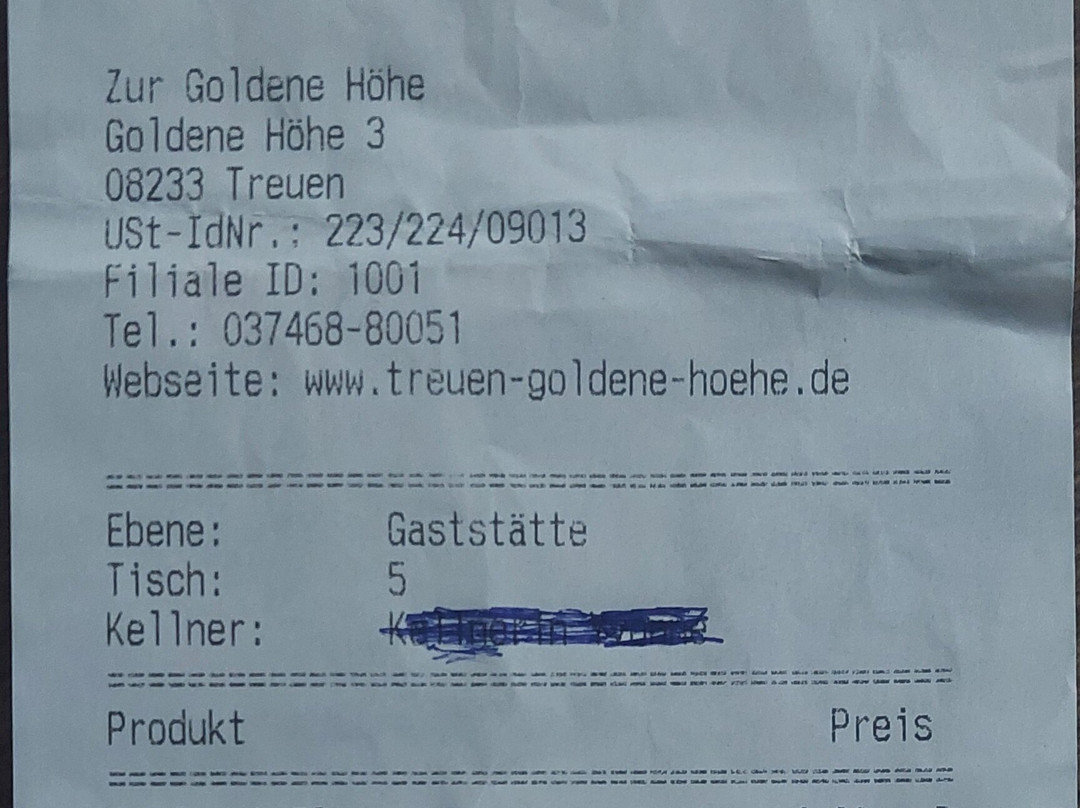 Zur Goldene Höhe
Goldene Höhe 3
08233 Treuen
USt-IdNr.: 223/224/09013
Filiale ID: 1001
Tel.: 037468-80051
Webseite: www.treuen-goldene-hoehe.de
Ebene: Gaststätte
Tisch: 5
Kellner:
Produkt Preis